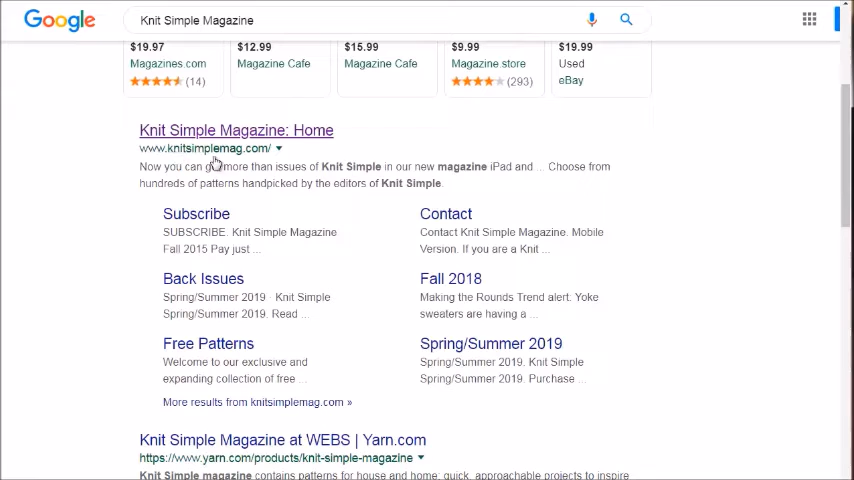 Google
Knit Simple Magazine
$19.97 $12.99 $15.99 $9.99 $19.99
Magazines.com Magazine Cafe Magazine Cafe Magazine.store Used
(14) (293) eBay
Knit Simple Magazine: Home
www.knitsimplemag.com/
Now you can more than issues of Knit Simple in our new magazine iPad and ... Choose from
hundreds of patterns handpicked by the editors of Knit Simple.
Subscribe
SUBSCRIBE. Knit Simple Magazine
Fall 2015 Pay just ...
Contact
Contact Knit Simple Magazine. Mobile
Version. If you are a Knit ...
Back Issues
Spring/Summer 2019 · Knit Simple
Spring/Summer 2019. Read ...
Fall 2018
Making the Rounds Trend alert: Yoke
sweaters are having a ...
Free Patterns
Welcome to our exclusive and
expanding collection of free ...
Spring/Summer 2019
Spring/Summer 2019. Knit Simple
Spring/Summer 2019. Purchase ...
More results from knitsimplemag.com »
Knit Simple Magazine at WEBS | Yarn.com
https://www.yarn.com/products/knit-simple-magazine
Knit Simple magazine contains patterns for house and home: quick, approachable projects to inspire